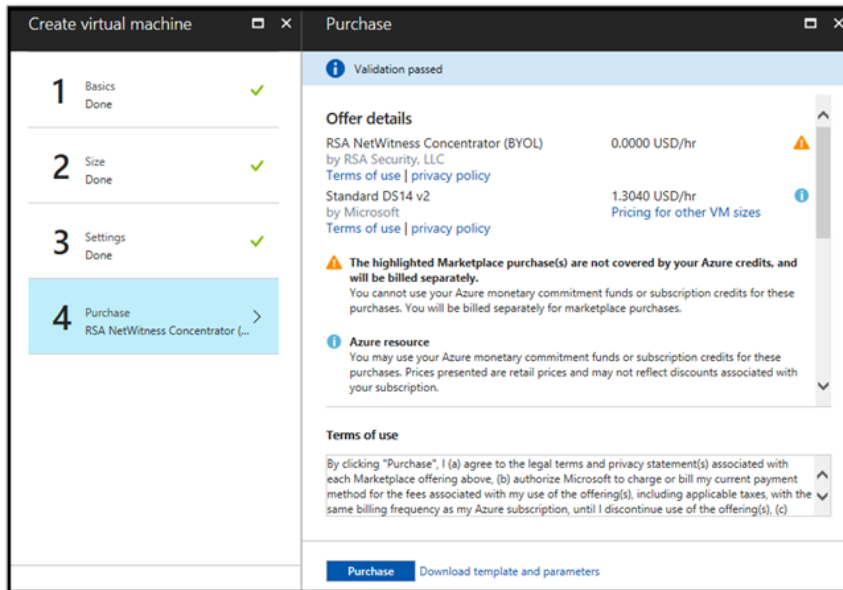 Create virtual machine
1
Basics
Done
2
Size
Done
3
Settings
Done
4
Purchase
RSA NetWitness Concentrator (...
Purchase
Validation passed
Offer details
RSA NetWitness Concentrator (BYOL) 0.0000 USD/hr
by RSA Security. LLC
Terms of use | privacy policy
Standard DS14 v2 1.3040 USD/hr
by Microsoft Pricing for other VM sizes
Terms of use | privacy policy
The highlighted Marketplace purchase(s) are not covered by your Azure credits, and
will be billed separately.
You cannot use your Azure monetary commitment funds or subscription credits for these
purchases. You will be billed separately for marketplace purchases.
Azure resource
You may use your Azure monetary commitment funds or subscription credits for these
purchases. Prices presented are retail prices and may not reflect discounts associated with
your subscription.
Terms of use
By clicking "Purchase", I (a) agree to the legal terms and privacy statement(s) associated with
each Marketplace offering above, (b) authorize Microsoft to charge or bill my current payment
method for the fees associated with my use of the offering(s), including applicable taxes, with the
same billing frequency as my Azure subscription, until I discontinue use of the offering(s), (c)
Purchase Download template and parameters